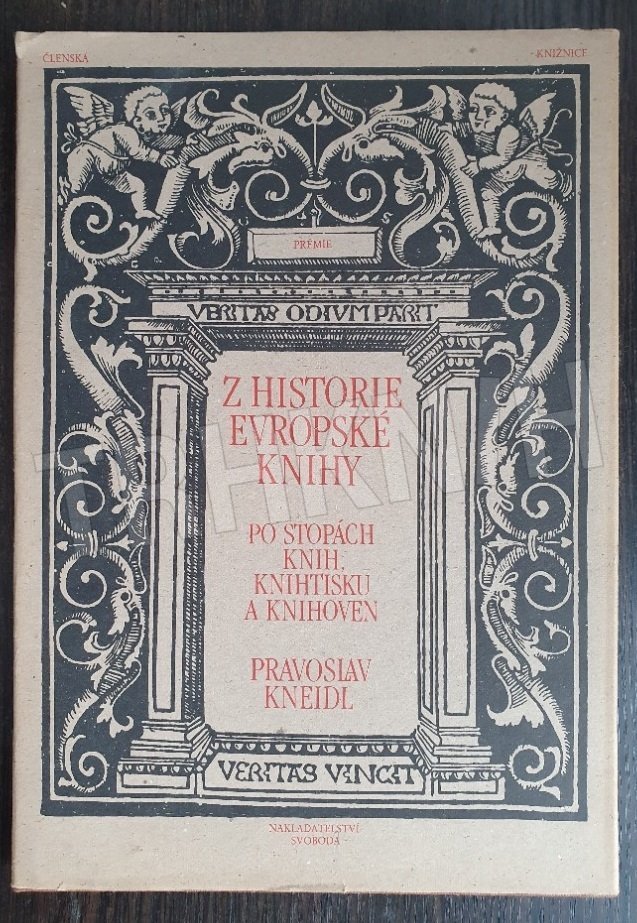 ČLENSKÁ KNIŽNICE
PRÉMIE
VERITAS ODIVM PARIT
Z HISTORIE
EVROPSKÉ
KNIHY
PO STOPÁCH
KNIH,
KNIHTISKU
A KNIHOVEN
PRAVOSLAV
KNEIDL
VERITAS VINCIT
NAKLADATELSTVÍ
SVOBODA